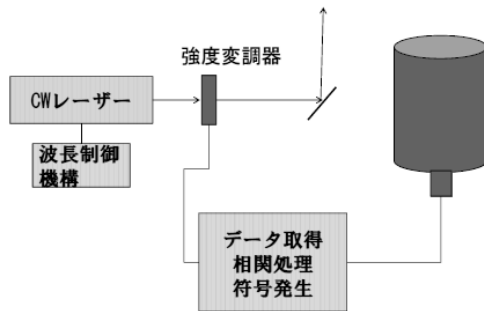 強度変調器
CWレーザー
波長制御
機構
データ取得
相関処理
符号発生